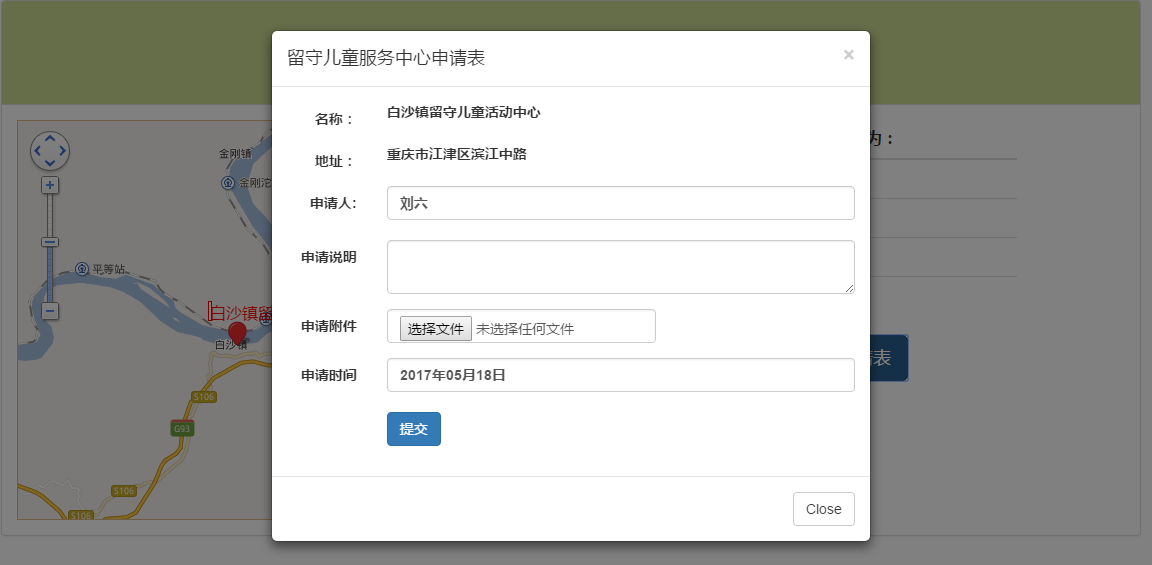 留守儿童服务中心申请表
×
名称：
白沙镇留守儿童活动中心
地址：
重庆市江津区滨江中路
申请人:
刘六
申请说明
申请附件
选择文件 未选择任何文件
申请时间
2017年05月18日
提交
Close
金刚镇
金刚沱
平等站
白沙镇留
白沙镇
S106
G93
S106
S106
为：
请表